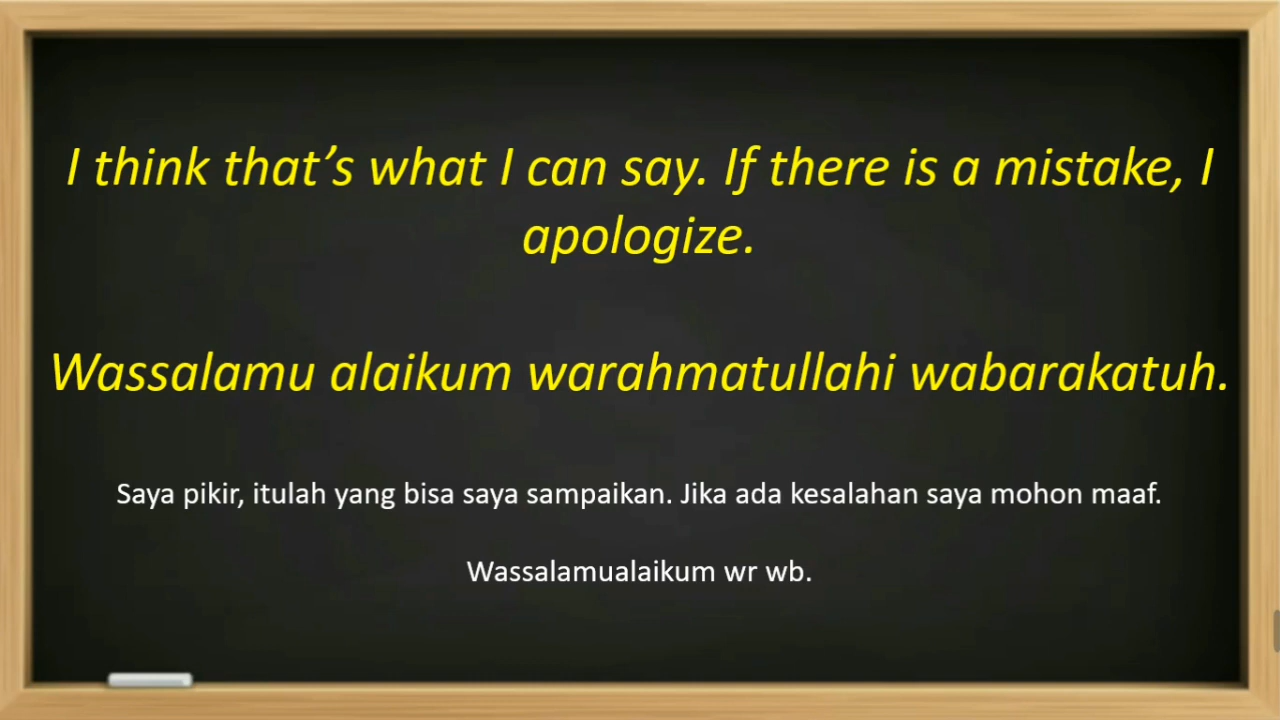 I think that’s what I can say. If there is a mistake, I
apologize.
Wassalamu alaikum warahmatullahi wabarakatuh.
Saya pikir, itulah yang bisa saya sampaikan. Jika ada kesalahan saya mohon maaf.
Wassalamualaikum wr wb.